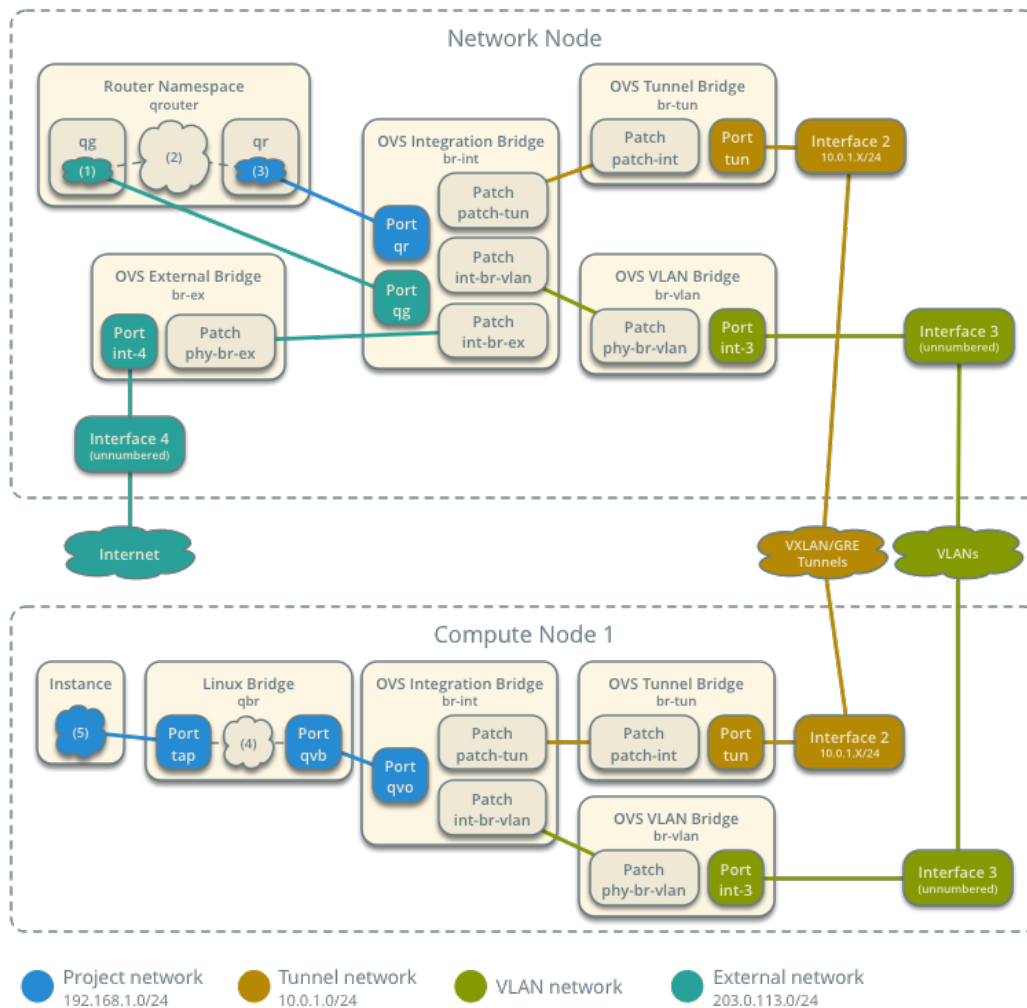 Network Node
Router Namespace
qrouter
qg
(1)
(2)
qr
(3)
OVS Integration Bridge
br-int
Patch
patch-tun
Port
qr
Patch
int-br-vlan
Port
qg
Patch
int-br-ex
OVS Tunnel Bridge
br-tun
Patch
patch-int
Port
tun
Interface 2
10.0.1.X/24
OVS External Bridge
br-ex
Port
int-4
Patch
phy-br-ex
OVS VLAN Bridge
br-vlan
Patch
phy-br-vlan
Port
int-3
Interface 3
(unnumbered)
Interface 4
(unnumbered)
Internet
VXLAN/GRE
Tunnels
VLANs
Compute Node 1
Instance
(5)
Linux Bridge
qbr
Port
tap
(4)
Port
qvb
OVS Integration Bridge
br-int
Patch
patch-tun
Port
qvo
Patch
int-br-vlan
OVS Tunnel Bridge
br-tun
Patch
patch-int
Port
tun
Interface 2
10.0.1.X/24
OVS VLAN Bridge
br-vlan
Patch
phy-br-vlan
Port
int-3
Interface 3
(unnumbered)
Project network
192.168.1.0/24
Tunnel network
10.0.1.0/24
VLAN network
External network
203.0.113.0/24